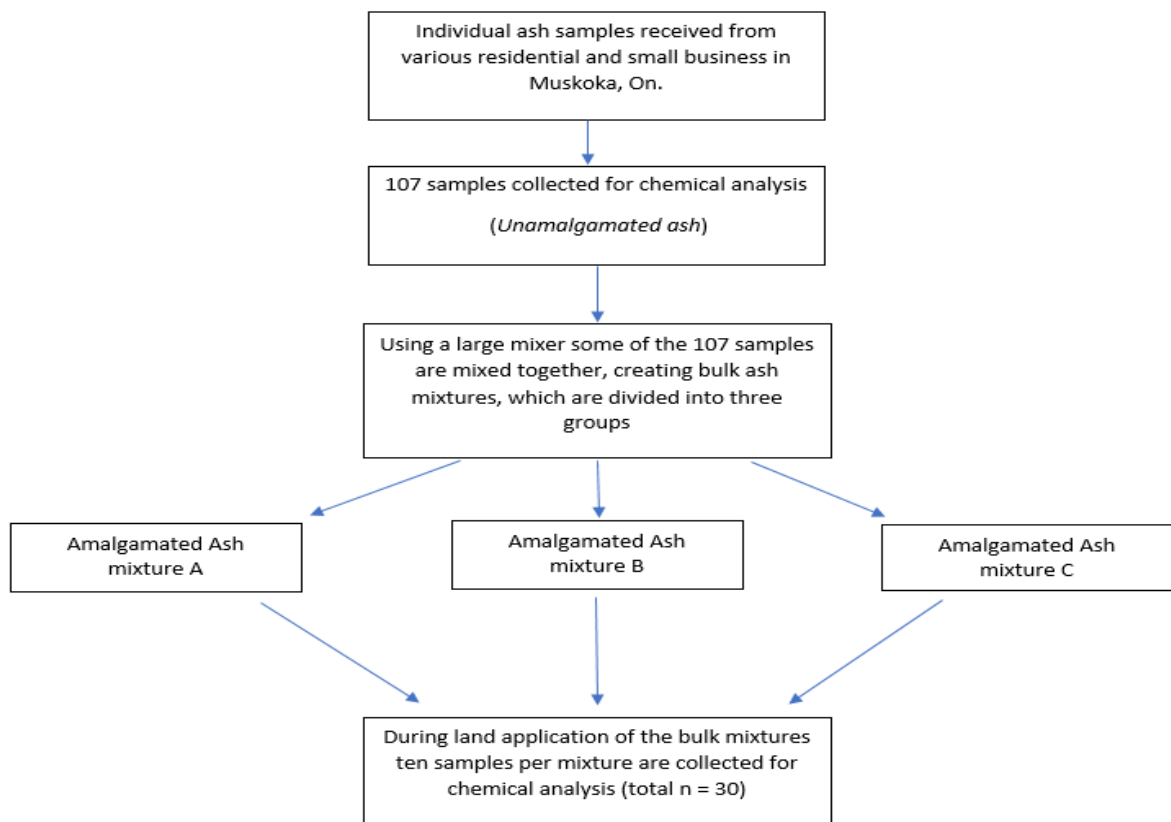 Individual ash samples received from
various residential and small business in
Muskoka, On.
107 samples collected for chemical analysis
(Unamalgamated ash)
Using a large mixer some of the 107 samples
are mixed together, creating bulk ash
mixtures, which are divided into three
groups
Amalgamated Ash
mixture A
Amalgamated Ash
mixture B
Amalgamated Ash
mixture C
During land application of the bulk mixtures
ten samples per mixture are collected for
chemical analysis (total n = 30)